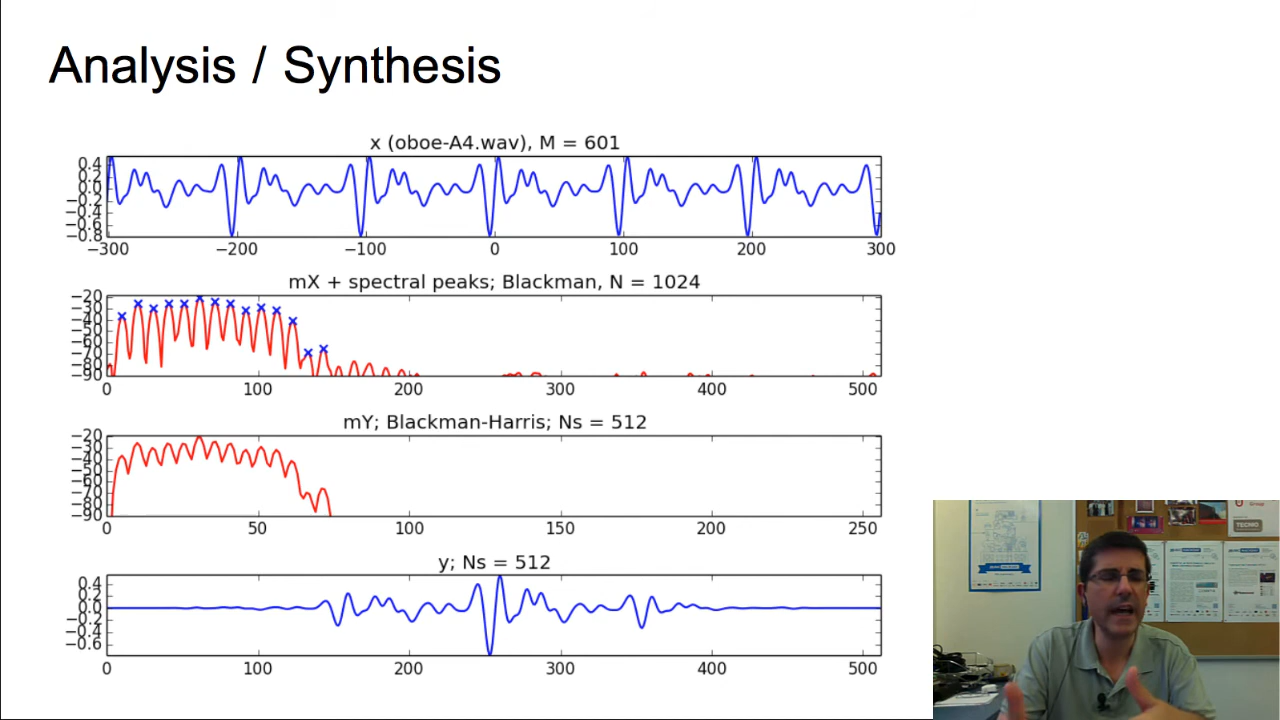 Analysis / Synthesis
x (oboe-A4.wav), M = 601
0.4
0.2
0.0
−0.2
−0.4
−0.6
−0.8
−300 −200 −100 0 100 200 300
mX + spectral peaks; Blackman, N = 1024
−20
−30
−40
−50
−60
−70
−80
−90
0 100 200 300 400 500
mY; Blackman-Harris; Ns = 512
−20
−30
−40
−50
−60
−70
−80
−90
0 50 100 150 200 250
y; Ns = 512
0.4
0.2
0.0
−0.2
−0.4
−0.6
0 100 200 300 400 500
Group